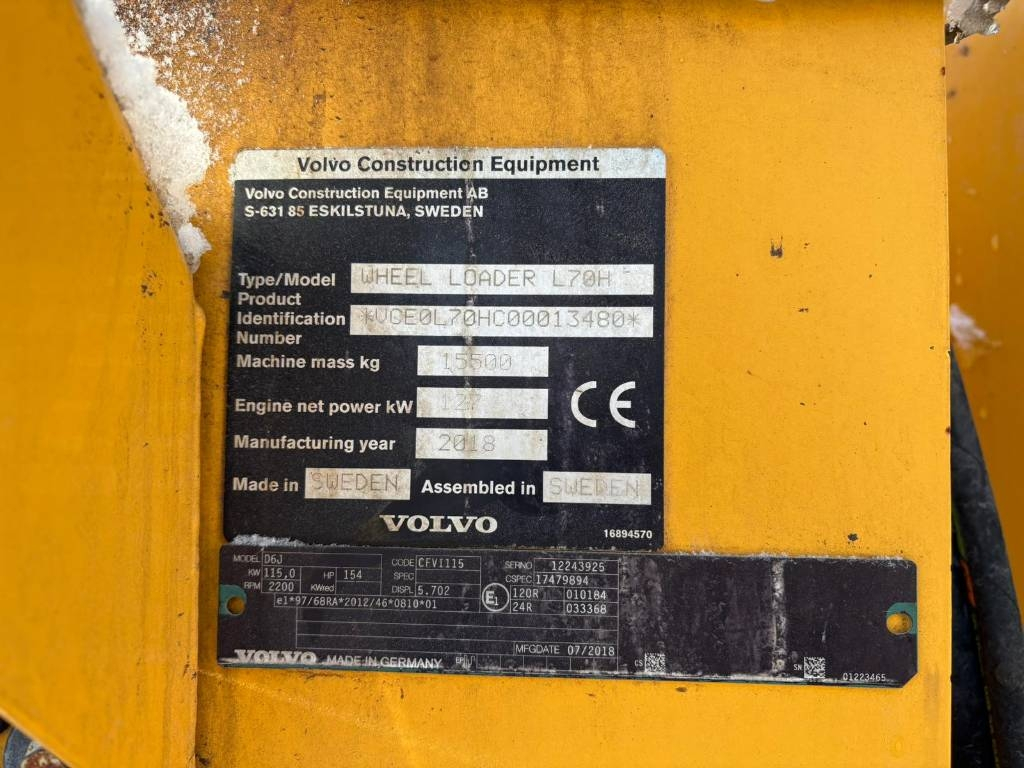 Volvo Construction Equipment
Volvo Construction Equipment AB
S-631 85 ESKILSTUNA, SWEDEN
Type/Model WHEEL LOADER L70H
Product
Identification *VCE0L70HC00013480*
Number
Machine mass kg 15500
Engine net power kW 127
CE
Manufacturing year 2018
Made in SWEDEN Assembled in SWEDEN
VOLVO
16894570
MODEL D6J CODE CFVI115 SERNO 12243925
KW 115,0 HP 154 SPEC CSPEC 17479894
RPM 2200 KWred DISPL 5.702 E1 120R 010184
e1*97/68RA*2012/46*0810*01 24R 033368
MFGDATE 07/2018
VOLVO MADE IN GERMANY CS SN 01223465